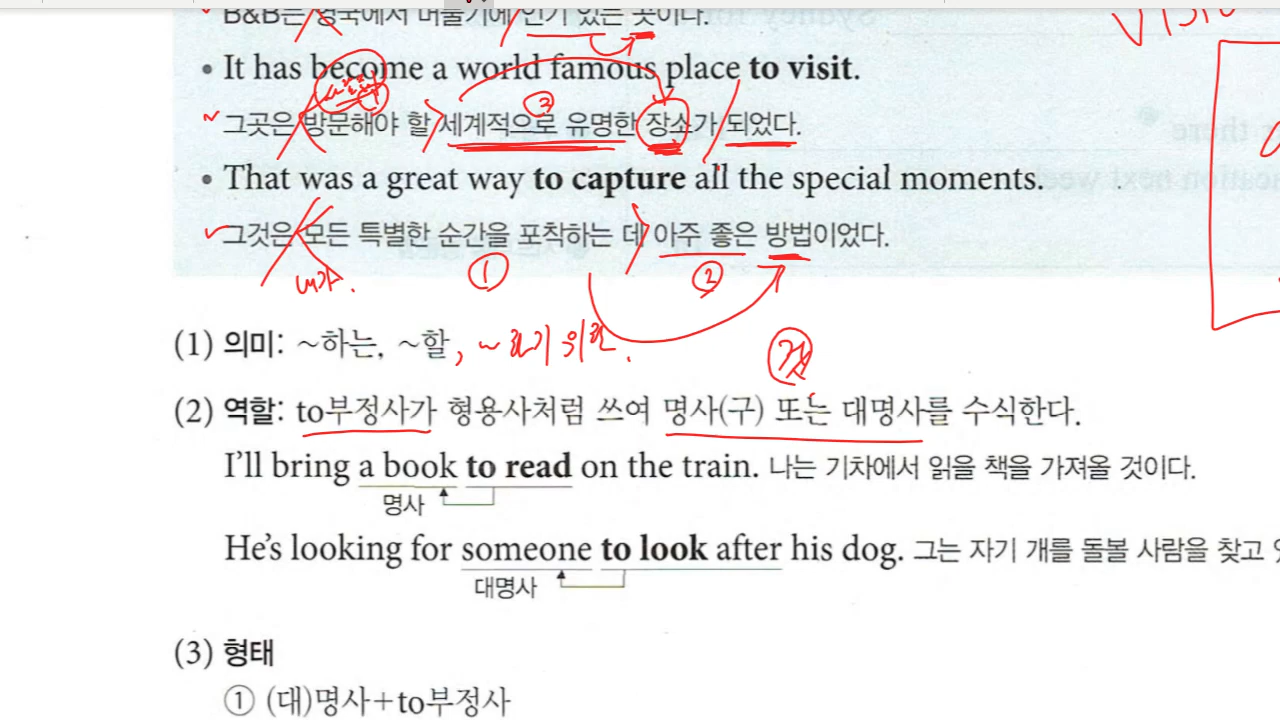 B&B는 영국에서 머물기에 인기 있는 곳이다.
• It has become a world famous place to visit.
③
그곳은 방문해야 할 세계적으로 유명한 장소가 되었다.
• That was a great way to capture all the special moments.
그것은 모든 특별한 순간을 포착하는 데 아주 좋은 방법이었다.
① ②
(1) 의미: ~하는, ~할, ~하기 위한
(2) 역할: to부정사가 형용사처럼 쓰여 명사(구) 또는 대명사를 수식한다.
I'll bring a book to read on the train. 나는 기차에서 읽을 책을 가져올 것이다.
명사
He's looking for someone to look after his dog. 그는 자기 개를 돌볼 사람을 찾고
대명사
(3) 형태
① (대)명사+to부정사